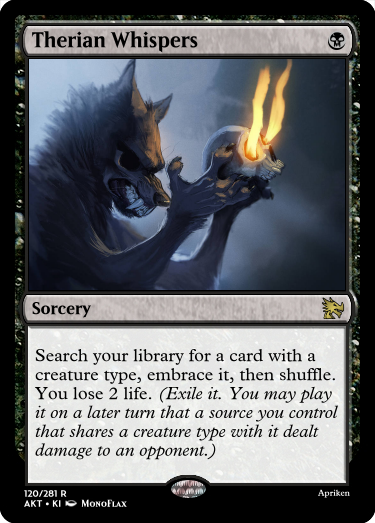 Therian Whispers
Sorcery
Search your library for a card with a
creature type, embrace it, then shuffle.
You lose 2 life. (Exile it. You may play
it on a later turn that a source you control
that shares a creature type with it dealt
damage to an opponent.)
120/281 R
Apriken
AKT • KI MonoFlax